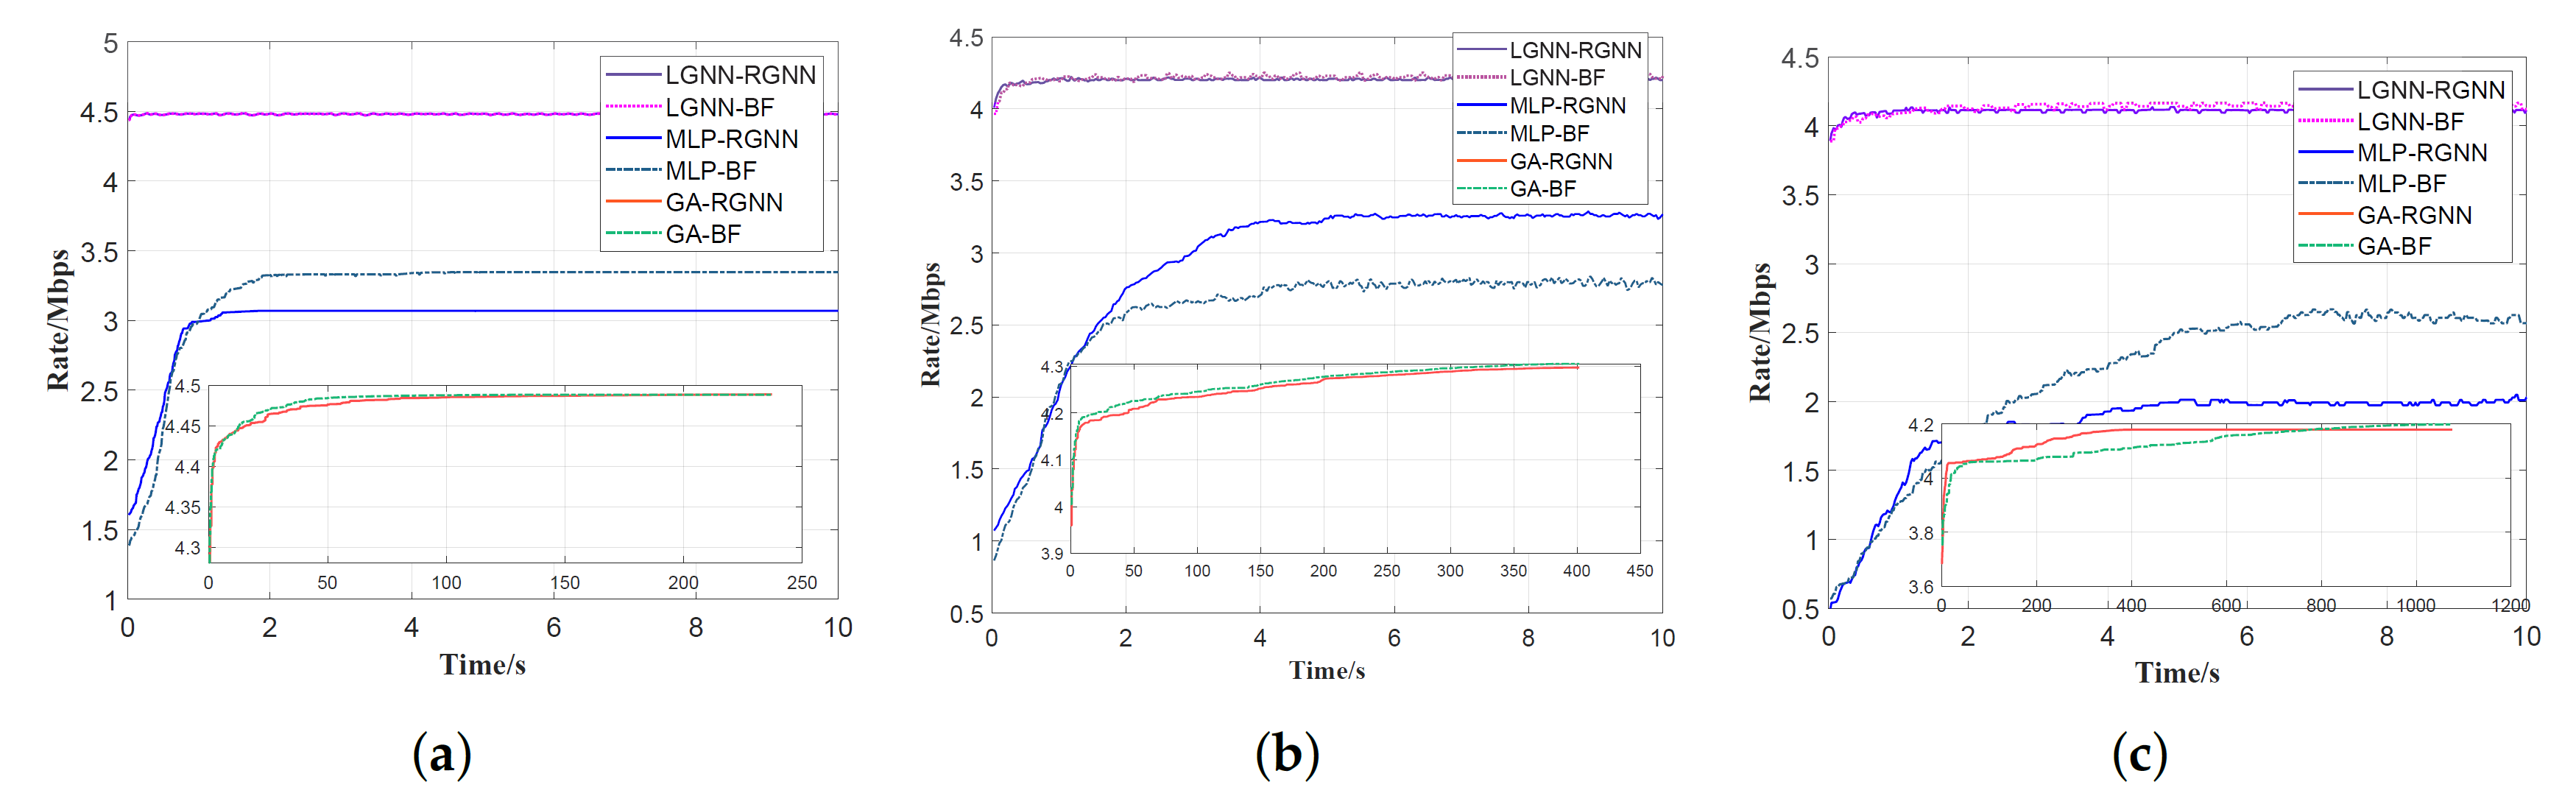 5
4.5
4
3.5
3
2.5
2
1.5
1
Rate/Mbps
LGNN-RGNN
LGNN-BF
MLP-RGNN
MLP-BF
GA-RGNN
GA-BF
4.5
4.45
4.4
4.35
4.3
0 50 100 150 200 250
0 2 4 6 8 10
Time/s
(a)
4.5
4
3.5
3
2.5
2
1.5
1
0.5
Rate/Mbps
LGNN-RGNN
LGNN-BF
MLP-RGNN
MLP-BF
GA-RGNN
GA-BF
4.3
4.2
4.1
4
3.9
0 50 100 150 200 250 300 350 400 450
0 2 4 6 8 10
Time/s
(b)
4.5
4
3.5
3
2.5
2
1.5
1
0.5
Rate/Mbps
LGNN-RGNN
LGNN-BF
MLP-RGNN
MLP-BF
GA-RGNN
GA-BF
4.2
4
3.8
3.6
0 200 400 600 800 1000 1200
0 2 4 6 8 10
Time/s
(c)